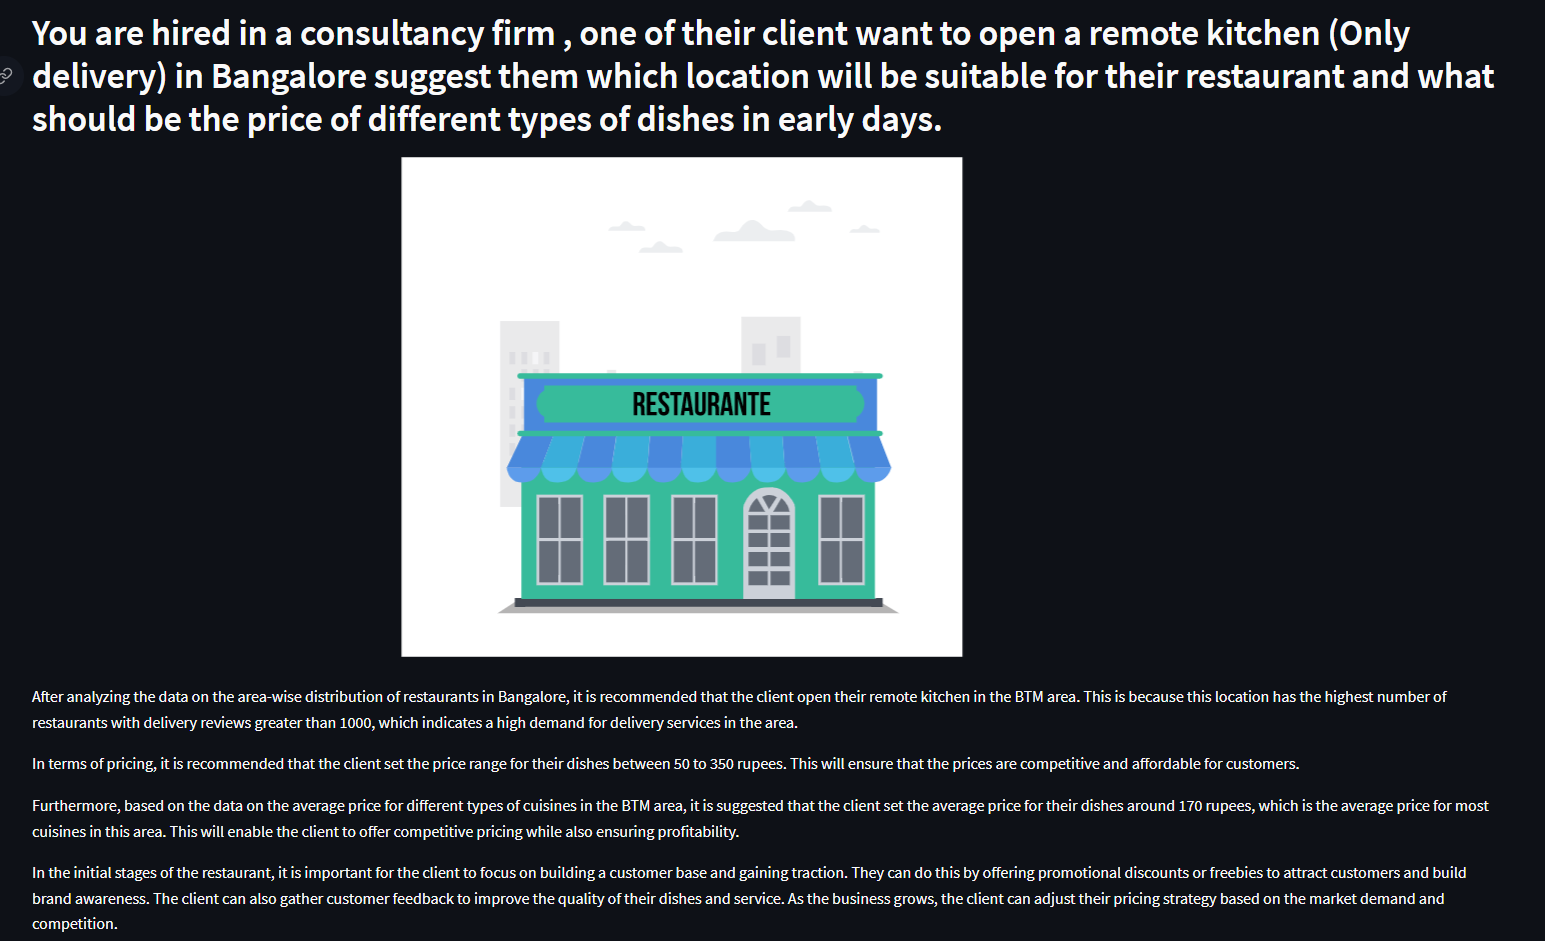 You are hired in a consultancy firm , one of their client want to open a remote kitchen (Only
delivery) in Bangalore suggest them which location will be suitable for their restaurant and what
should be the price of different types of dishes in early days.
RESTAURANTE
After analyzing the data on the area-wise distribution of restaurants in Bangalore, it is recommended that the client open their remote kitchen in the BTM area. This is because this location has the highest number of
restaurants with delivery reviews greater than 1000, which indicates a high demand for delivery services in the area.
In terms of pricing, it is recommended that the client set the price range for their dishes between 50 to 350 rupees. This will ensure that the prices are competitive and affordable for customers.
Furthermore, based on the data on the average price for different types of cuisines in the BTM area, it is suggested that the client set the average price for their dishes around 170 rupees, which is the average price for most
cuisines in this area. This will enable the client to offer competitive pricing while also ensuring profitability.
In the initial stages of the restaurant, it is important for the client to focus on building a customer base and gaining traction. They can do this by offering promotional discounts or freebies to attract customers and build
brand awareness. The client can also gather customer feedback to improve the quality of their dishes and service. As the business grows, the client can adjust their pricing strategy based on the market demand and
competition.